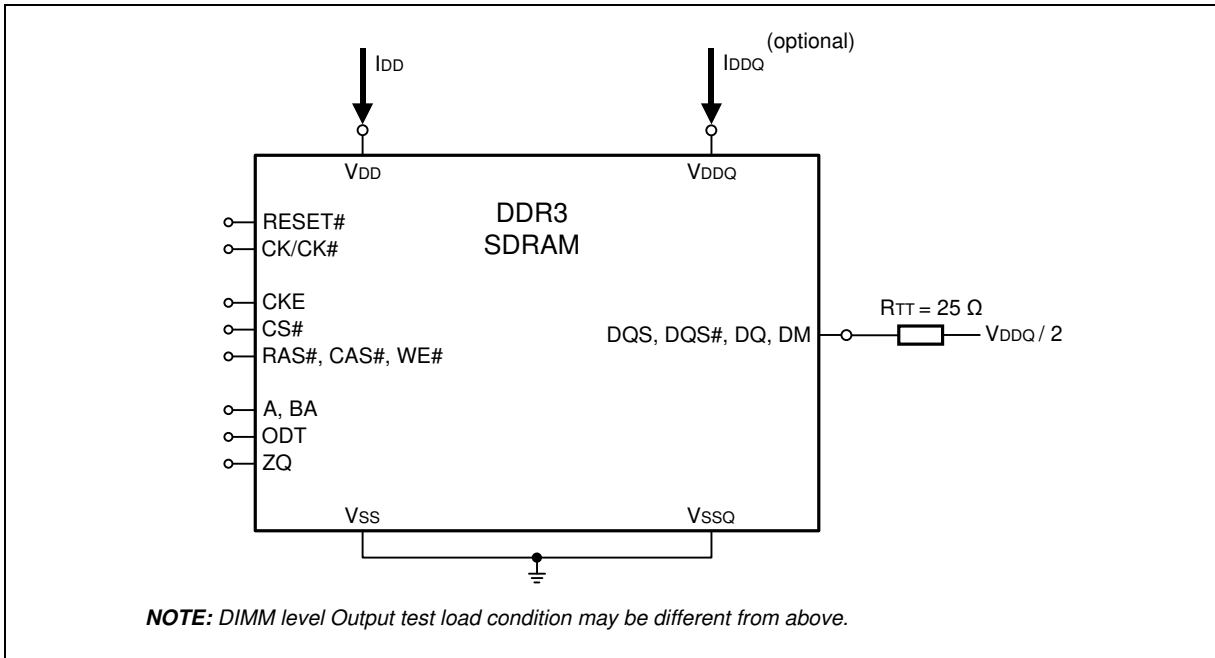 (optional)
IDD
IDDQ
VDD
VDDQ
DDR3
SDRAM
RESET#
CK/CK#
CKE
CS#
RAS#, CAS#, WE#
A, BA
ODT
ZQ
DQS, DQS#, DQ, DM
RTT = 25 Ω
VDDQ / 2
VSS
VSSQ
NOTE: DIMM level Output test load condition may be different from above.